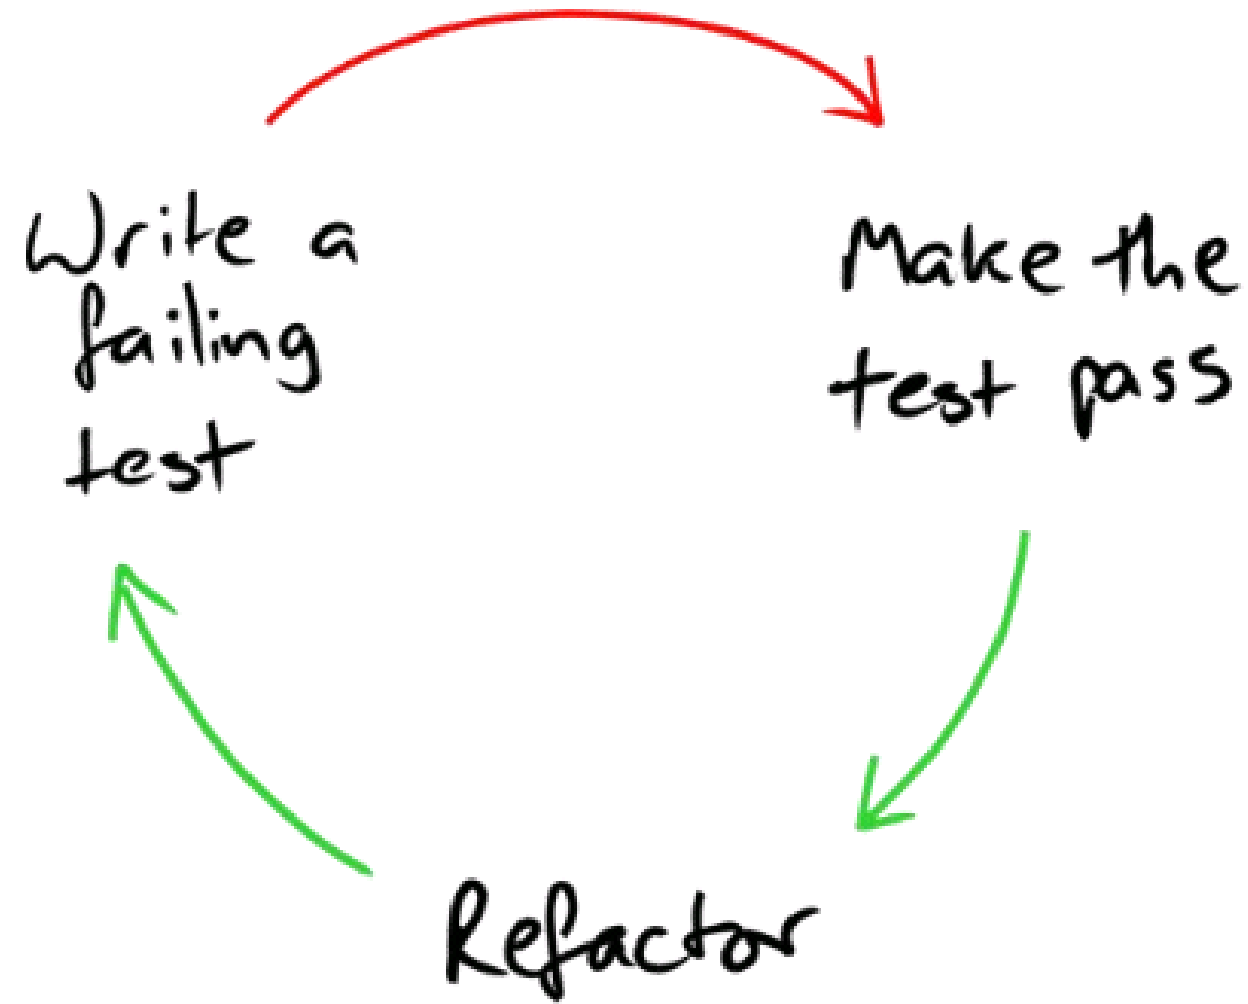 Write a
failing
test
Make the
test pass
Refactor